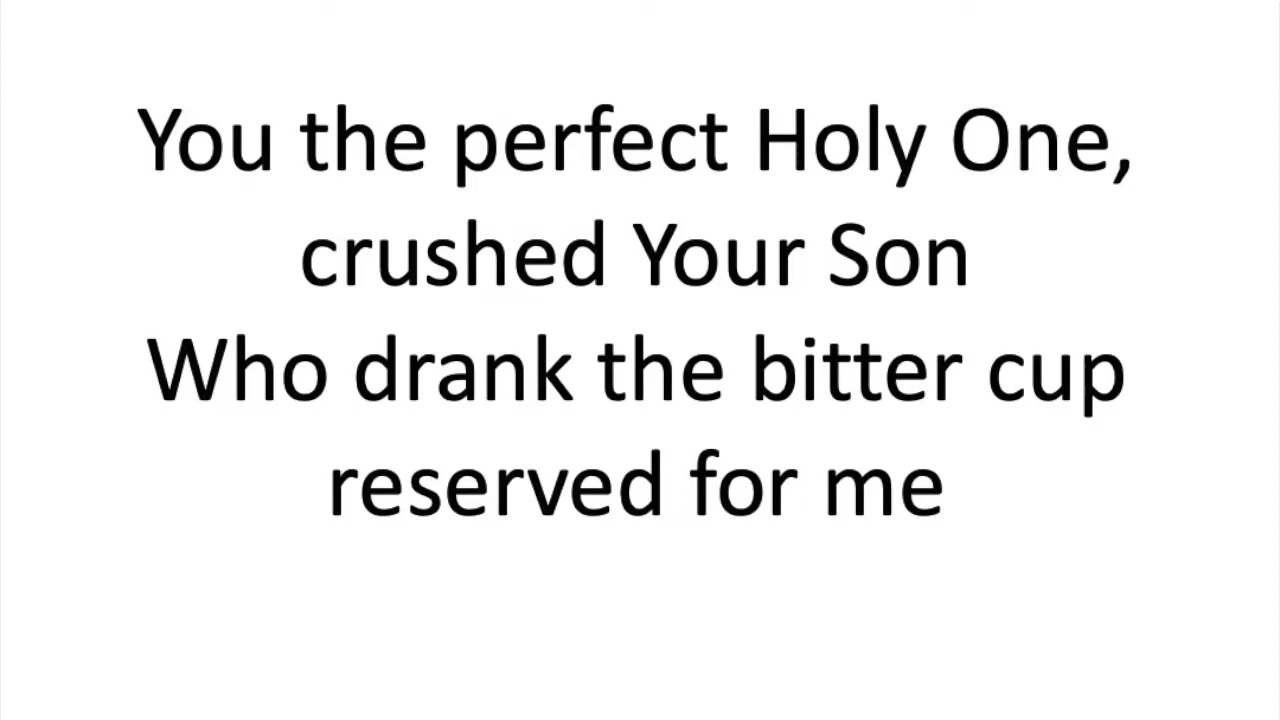 You the perfect Holy One,
crushed Your Son
Who drank the bitter cup
reserved for me